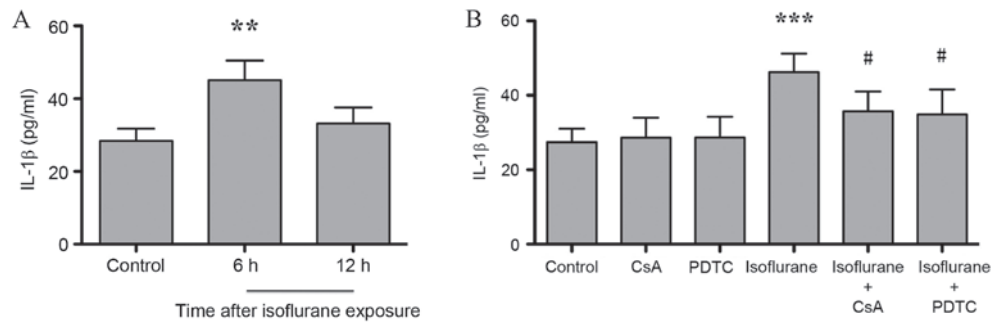 A
60
**
40
IL-1β (pg/ml)
20
0
Control
6 h
12 h
Time after isoflurane exposure
B
60
***
#
#
40
IL-1β (pg/ml)
20
0
Control
CsA
PDTC
Isoflurane
Isoflurane
+
CsA
Isoflurane
+
PDTC